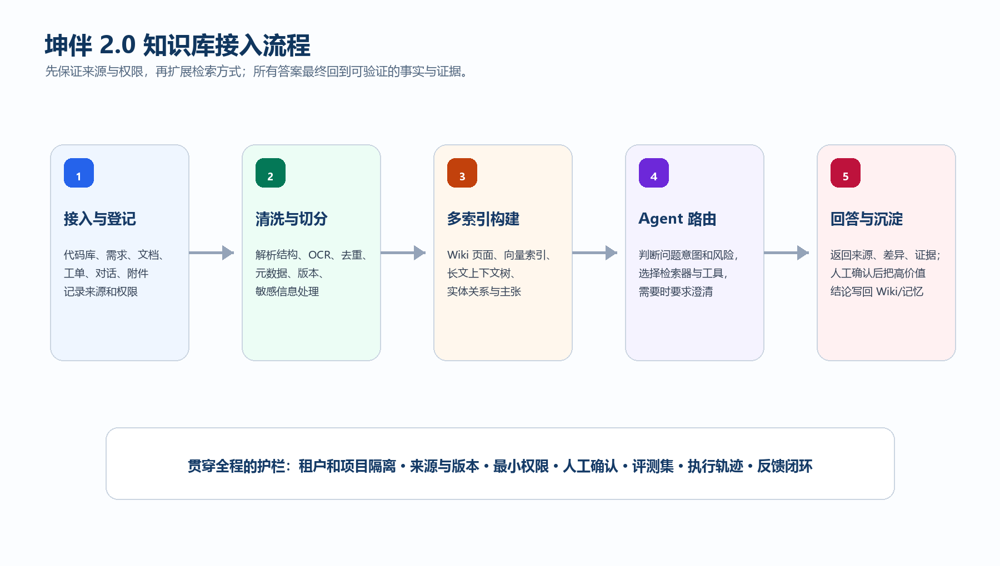 坤伴 2.0 知识库接入流程
先保证来源与权限，再扩展检索方式；所有答案最终回到可验证的事实与证据。
1
接入与登记
代码库、需求、文档、
工单、对话、附件
记录来源和权限
2
清洗与切分
解析结构、OCR、去重、
元数据、版本、
敏感信息处理
3
多索引构建
Wiki 页面、向量索引、
长文上下文树、
实体关系与主张
4
Agent 路由
判断问题意图和风险，
选择检索器与工具，
需要时要求澄清
5
回答与沉淀
返回来源、差异、证据；
人工确认后把高价值
结论写回 Wiki/记忆
贯穿全程的护栏：租户和项目隔离 • 来源与版本 • 最小权限 • 人工确认 • 评测集 • 执行轨迹 • 反馈闭环